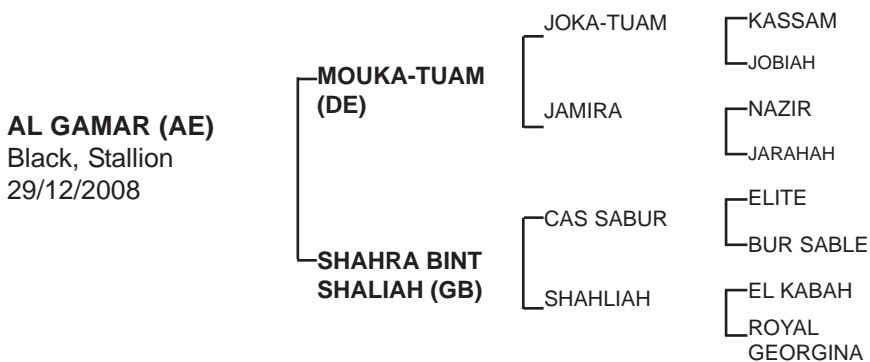 AL GAMAR (AE)
Black, Stallion
29/12/2008
MOUKA-TUAM
(DE)
SHAHRA BINT
SHALIAH (GB)
JOKA-TUAM
JAMIRA
CAS SABUR
SHAHLIAH
KASSAM
JOBIAH
NAZIR
JARAHAH
ELITE
BUR SABLE
EL KABAH
ROYAL
GEORGINA